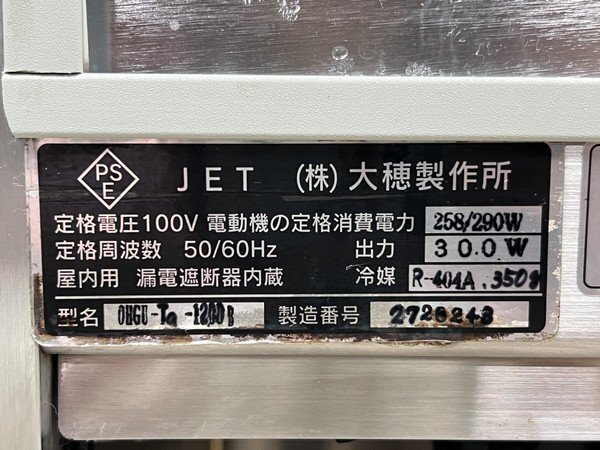 PSE JET (株)大穂製作所
定格電圧100V 電動機の定格消費電力 258/290W
定格周波数 50/60Hz 出力 300W
屋内用 漏電遮断器内蔵 冷媒 R-404A. 350g
型名 OHGU-Ta-1200B 製造番号 2728248